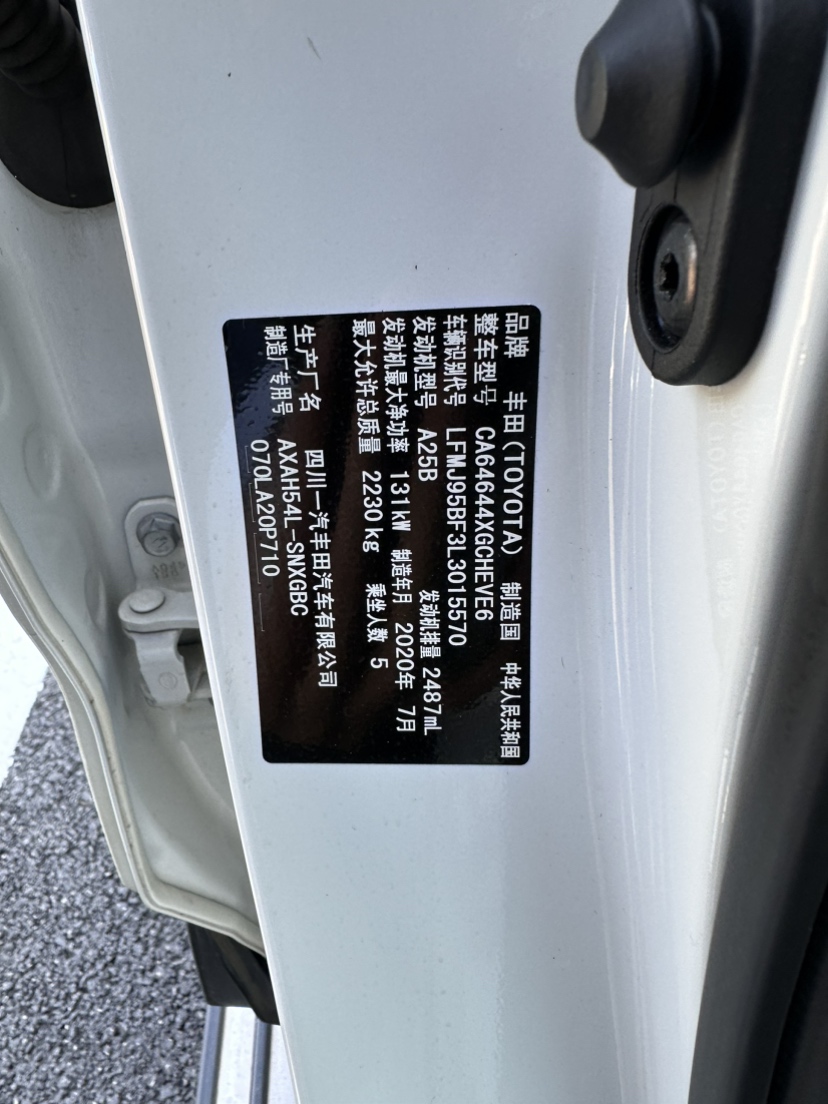 品牌 丰田(TOYOTA) 制造国 中华人民共和国
整车型号 CA64644XGCHEVE6
车辆识别代号 LFMJ95BF3L3015570
发动机型号 A25B 发动机排量 2487mL
发动机最大净功率 131kW 制造年月 2020年 7月
最大允许总质量 2230kg 乘坐人数 5
生产厂名 四川一汽丰田汽车有限公司
制造厂专用号 AXAH54L-SNXGBC
070LA20P710